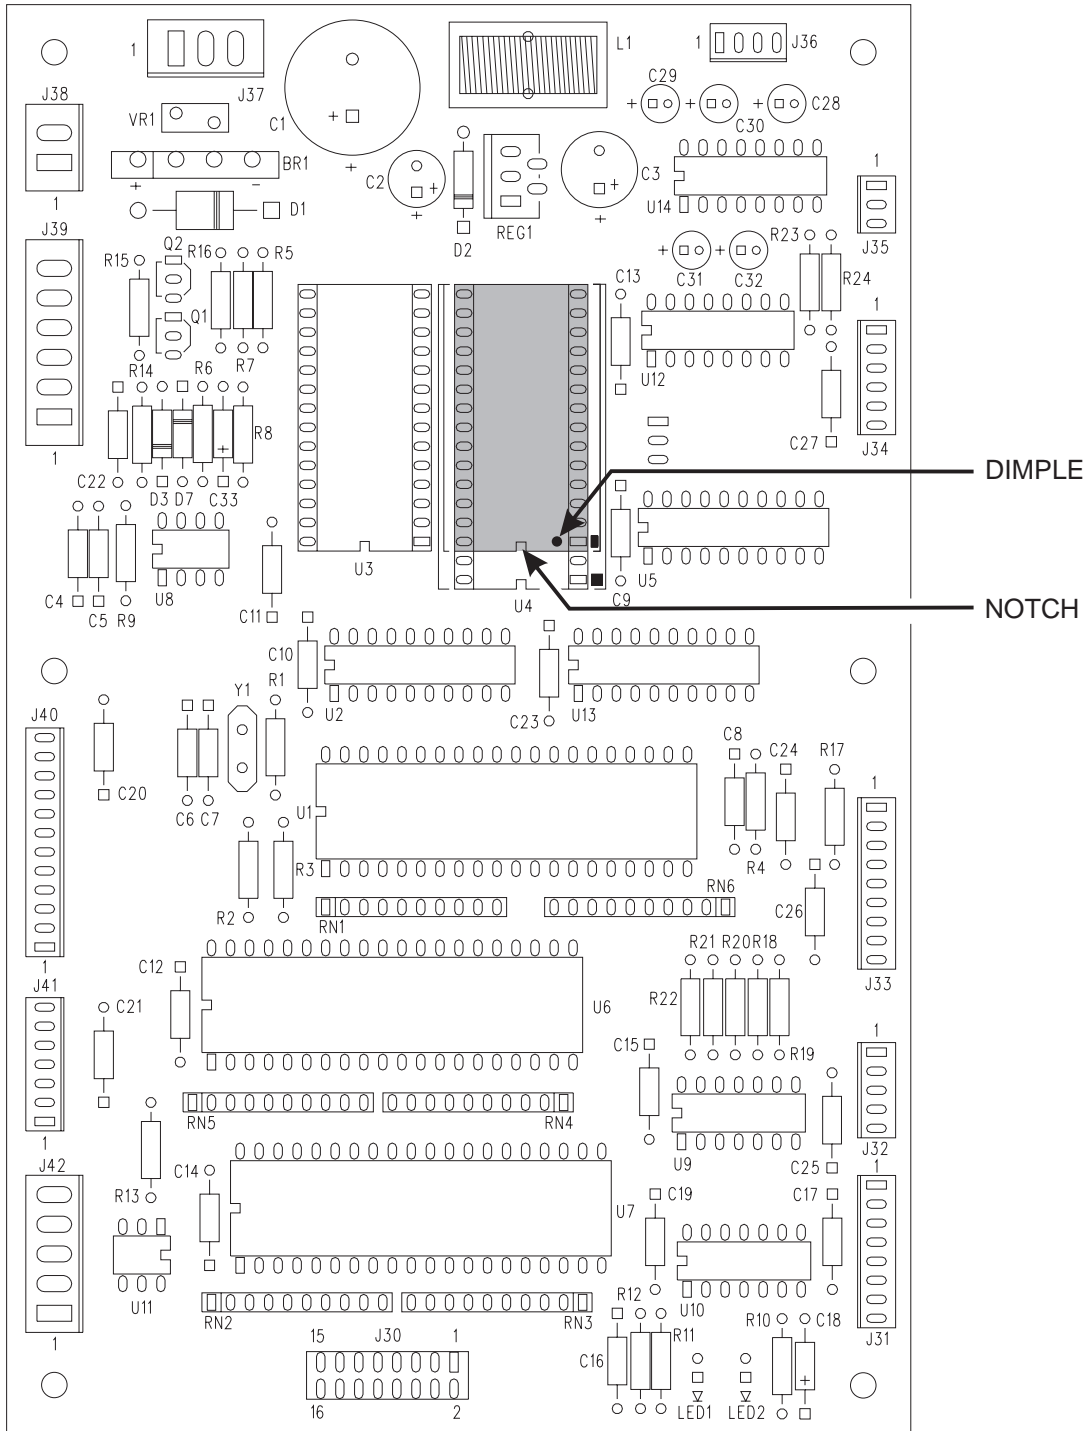 1
J37
C1
+
+
L1
1
J36
J38
1
VR1
BR1
+
-
D1
C2
+
+
D2
REG1
C3
+
+
C29
+
+
C30
+
C28
U14
1
J35
J39
1
R15
Q2
R16
R5
Q1
R7
C13
+
C31
+
C32
R23
R24
1
J34
U12
C27
R14
R6
R8
C22
D3
D7
C33
+
DIMPLE
NOTCH
C4
C5
R9
U8
C11
U3
U4
C9
U5
C10
U2
C23
U13
J40
1
C20
Y1
R1
C6
C7
R2
R3
U1
C8
C24
R4
R17
C26
1
J33
RN1
RN6
J41
1
C21
C12
U6
R21
R20
R18
R22
R19
RN5
RN4
C15
U9
1
J32
C25
J42
1
R13
C14
U7
U11
C19
U10
C17
1
J31
RN2
RN3
15
J30
1
16
2
R12
R11
C16
LED1
LED2
R10
C18
+